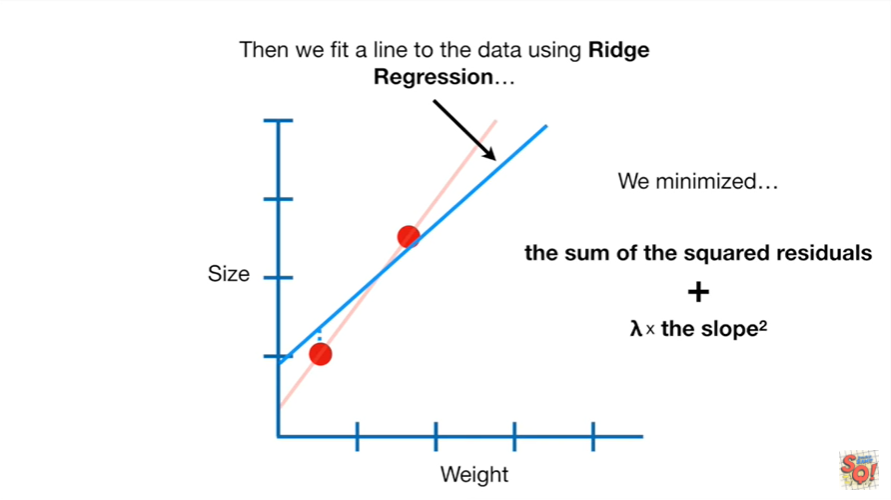 Then we fit a line to the data using Ridge
Regression…
We minimized…
the sum of the squared residuals
+
λ × the slope²
Size
Weight
SO!